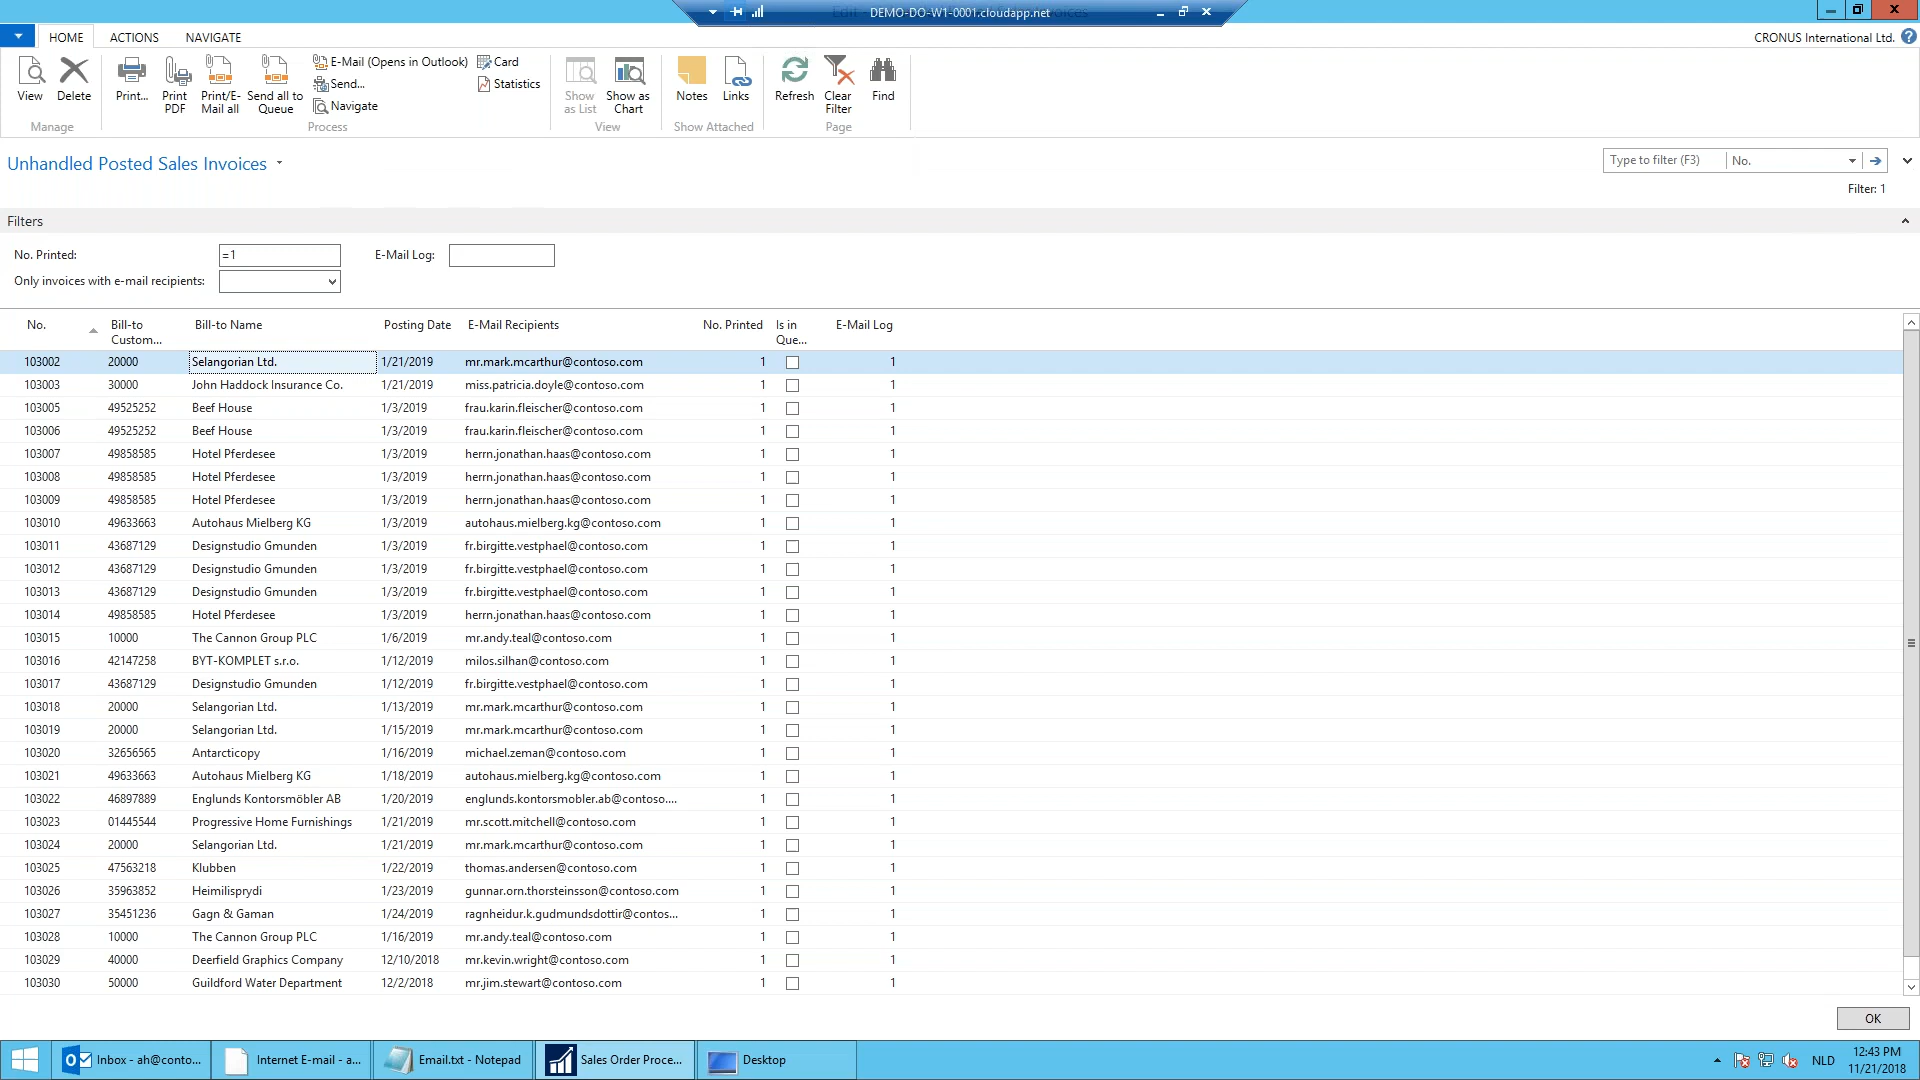 DEMO-DO-W1-0001.cloudapp.net
HOME ACTIONS NAVIGATE
CRONUS International Ltd.
View
Delete
Print...
Print PDF
Print/E-Mail all
Send all to Queue
E-Mail (Opens in Outlook)
Send...
Navigate
Card
Statistics
Show as List
Show as Chart
Notes
Links
Refresh
Clear Filter
Find
Manage Process View Show Attached Page
Unhandled Posted Sales Invoices
Type to filter (F3) No.
Filter: 1
Filters
No. Printed: =1 E-Mail Log:
Only invoices with e-mail recipients:
No. Bill-to Custom... Bill-to Name Posting Date E-Mail Recipients No. Printed Is in Que... E-Mail Log
103002 20000 Selangorian Ltd. 1/21/2019 mr.mark.mcarthur@contoso.com 1 1
103003 30000 John Haddock Insurance Co. 1/21/2019 miss.patricia.doyle@contoso.com 1 1
103005 49525252 Beef House 1/3/2019 frau.karin.fleischer@contoso.com 1 1
103006 49525252 Beef House 1/3/2019 frau.karin.fleischer@contoso.com 1 1
103007 49858585 Hotel Pferdesee 1/3/2019 herrn.jonathan.haas@contoso.com 1 1
103008 49858585 Hotel Pferdesee 1/3/2019 herrn.jonathan.haas@contoso.com 1 1
103009 49858585 Hotel Pferdesee 1/3/2019 herrn.jonathan.haas@contoso.com 1 1
103010 49633663 Autohaus Mielberg KG 1/3/2019 autohaus.mielberg.kg@contoso.com 1 1
103011 43687129 Designstudio Gmunden 1/3/2019 fr.birgitte.vestphael@contoso.com 1 1
103012 43687129 Designstudio Gmunden 1/3/2019 fr.birgitte.vestphael@contoso.com 1 1
103013 43687129 Designstudio Gmunden 1/3/2019 fr.birgitte.vestphael@contoso.com 1 1
103014 49858585 Hotel Pferdesee 1/3/2019 herrn.jonathan.haas@contoso.com 1 1
103015 10000 The Cannon Group PLC 1/6/2019 mr.andy.teal@contoso.com 1 1
103016 42147258 BYT-KOMPLET s.r.o. 1/12/2019 milos.silhan@contoso.com 1 1
103017 43687129 Designstudio Gmunden 1/12/2019 fr.birgitte.vestphael@contoso.com 1 1
103018 20000 Selangorian Ltd. 1/13/2019 mr.mark.mcarthur@contoso.com 1 1
103019 20000 Selangorian Ltd. 1/15/2019 mr.mark.mcarthur@contoso.com 1 1
103020 32656565 Antarcticopy 1/16/2019 michael.zeman@contoso.com 1 1
103021 49633663 Autohaus Mielberg KG 1/18/2019 autohaus.mielberg.kg@contoso.com 1 1
103022 46897889 Englunds Kontorsmöbler AB 1/20/2019 englunds.kontorsmobler.ab@contoso.... 1 1
103023 01445544 Progressive Home Furnishings 1/21/2019 mr.scott.mitchell@contoso.com 1 1
103024 20000 Selangorian Ltd. 1/21/2019 mr.mark.mcarthur@contoso.com 1 1
103025 47563218 Klubben 1/22/2019 thomas.andersen@contoso.com 1 1
103026 35963852 Heimilisprydi 1/23/2019 gunnar.orn.thorsteinsson@contoso.com 1 1
103027 35451236 Gagn & Gaman 1/24/2019 ragnheidur.k.gudmundsdottir@contos... 1 1
103028 10000 The Cannon Group PLC 1/16/2019 mr.andy.teal@contoso.com 1 1
103029 40000 Deerfield Graphics Company 12/10/2018 mr.kevin.wright@contoso.com 1 1
103030 50000 Guildford Water Department 12/2/2018 mr.jim.stewart@contoso.com 1 1
OK
Inbox - ah@conto... Internet E-mail - a... Email.txt - Notepad Sales Order Proce... Desktop NLD 12:43 PM
11/21/2018